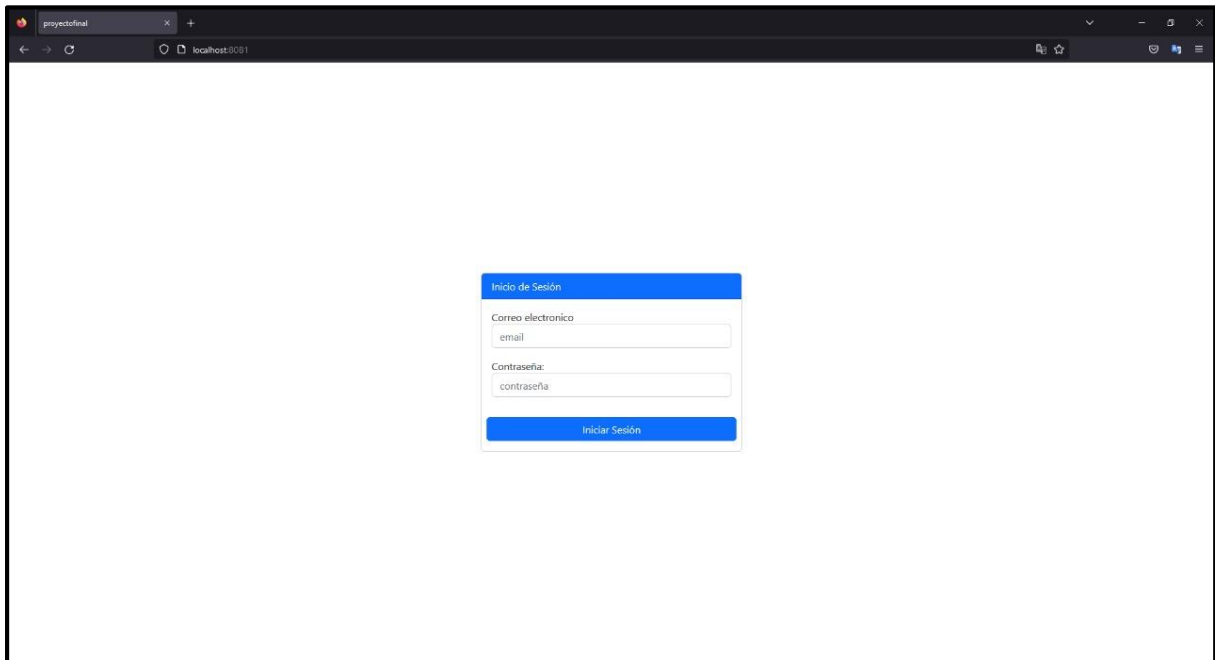 proyectofinal
localhost:8081
Inicio de Sesión
Correo electronico
email
Contraseña:
contraseña
Iniciar Sesión